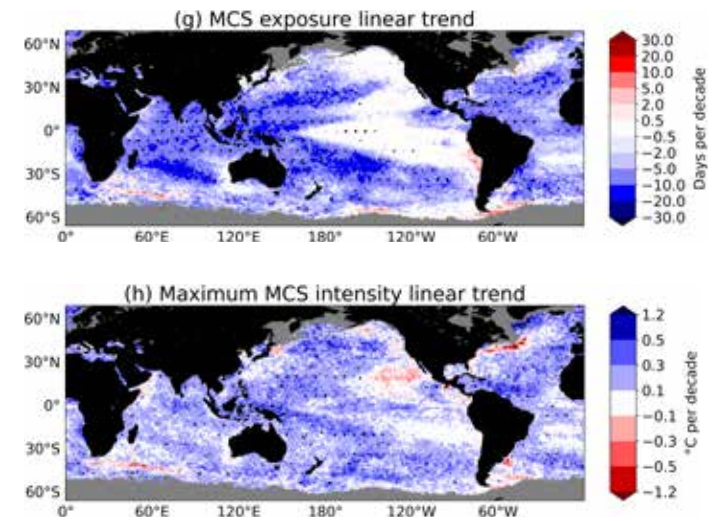 (g) MCS exposure linear trend
60°N
30°N
0°
30°S
60°S
0° 60°E 120°E 180° 120°W 60°W
30.0
20.0
10.0
5.0
2.0
0.5
−0.5
−2.0
−5.0
−10.0
−20.0
−30.0
Days per decade
(h) Maximum MCS intensity linear trend
60°N
30°N
0°
30°S
60°S
0° 60°E 120°E 180° 120°W 60°W
1.2
0.5
0.3
0.1
−0.1
−0.3
−0.5
−1.2
°C per decade